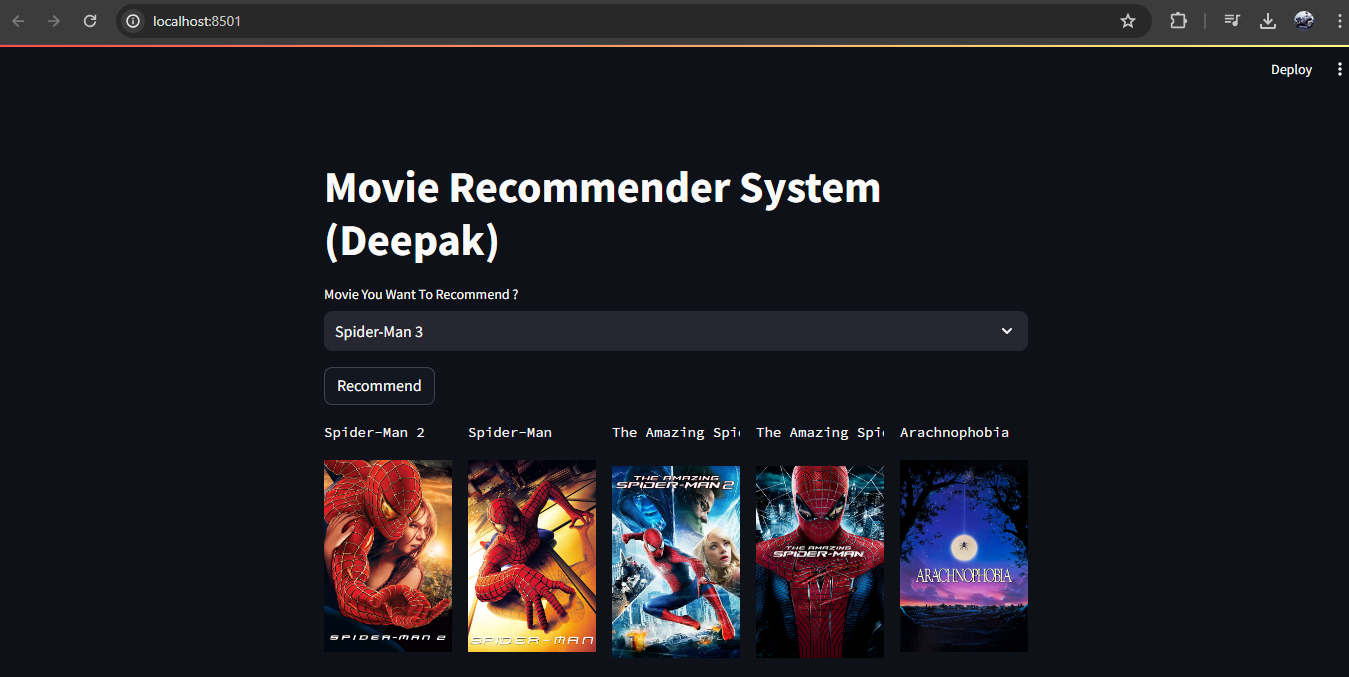 localhost:8501
Deploy
Movie Recommender System
(Deepak)
Movie You Want To Recommend ?
Spider-Man 3
Recommend
Spider-Man 2
Spider-Man
The Amazing Spi
The Amazing Spi
Arachnophobia
SPIDER-MAN 2
SPIDER-MAN
THE AMAZING
SPIDER-MAN 2
THE AMAZING
SPIDER-MAN
ARACHNOPHOBIA